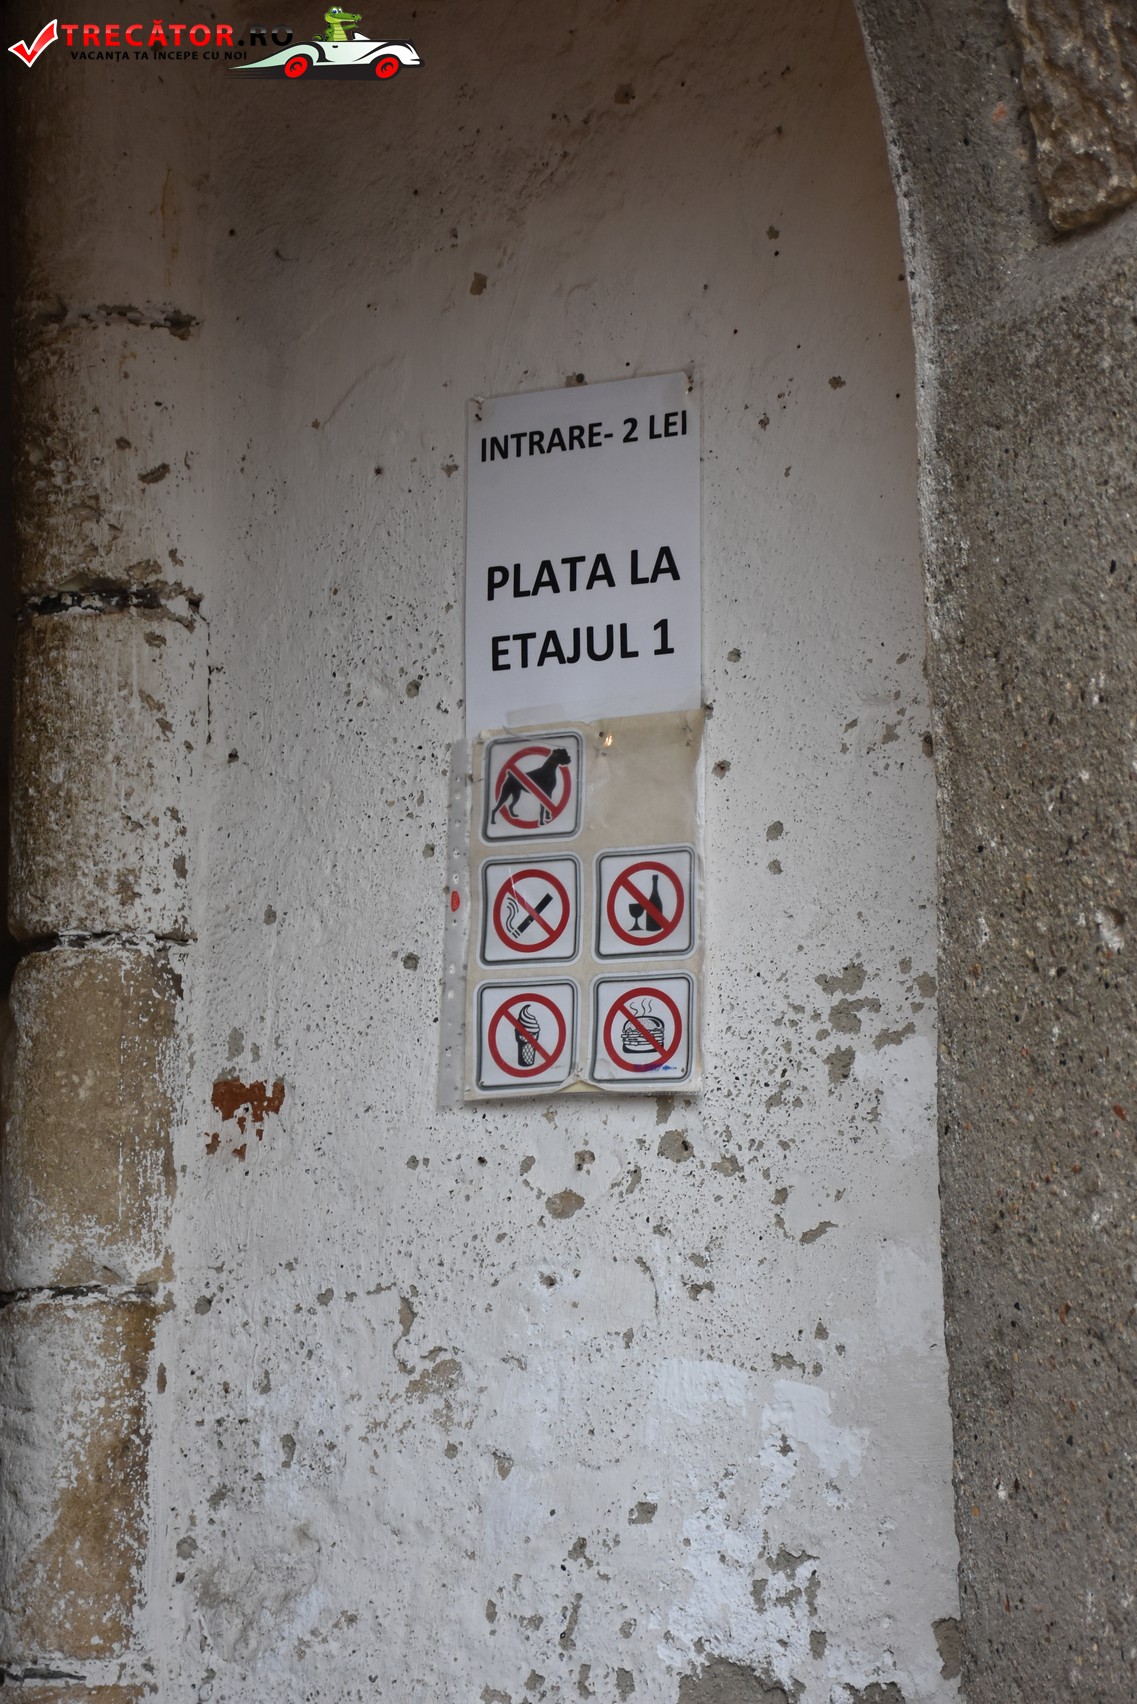 TRECĂTOR.RO
VACANȚA TA ÎNCEPE CU NOI
INTRARE- 2 LEI
PLATA LA
ETAJUL 1